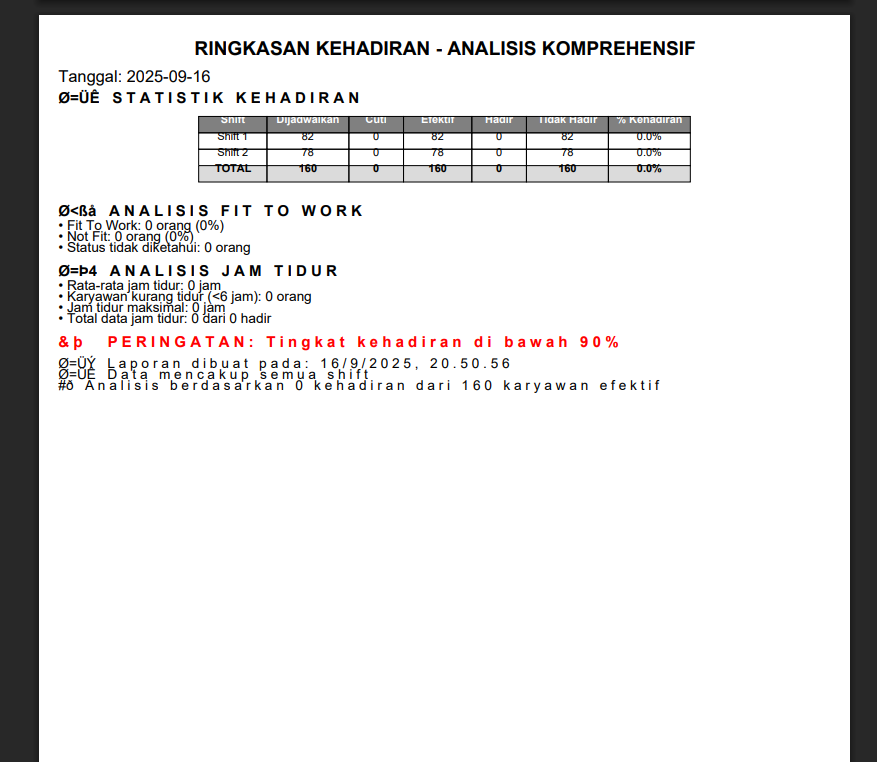 RINGKASAN KEHADIRAN - ANALISIS KOMPREHENSIF
Tanggal: 2025-09-16
Ø=ÜÊ STATISTIK KEHADIRAN
Shift Dijadwalkan Cuti Efektif Hadir Tidak Hadir % Kehadiran
Shift 1 82 0 82 0 82 0.0%
Shift 2 78 0 78 0 78 0.0%
TOTAL 160 0 160 0 160 0.0%
Ø<ßå ANALISIS FIT TO WORK
• Fit To Work: 0 orang (0%)
• Not Fit: 0 orang (0%)
• Status tidak diketahui: 0 orang
Ø=Þ4 ANALISIS JAM TIDUR
• Rata-rata jam tidur: 0 jam
• Karyawan kurang tidur (<6 jam): 0 orang
• Jam tidur maksimal: 0 jam
• Total data jam tidur: 0 dari 0 hadir
&þ PERINGATAN: Tingkat kehadiran di bawah 90%
Ø=ÜÝ Laporan dibuat pada: 16/9/2025, 20.50.56
Ø=ÜÊ Data mencakup semua shift
#ð Analisis berdasarkan 0 kehadiran dari 160 karyawan efektif